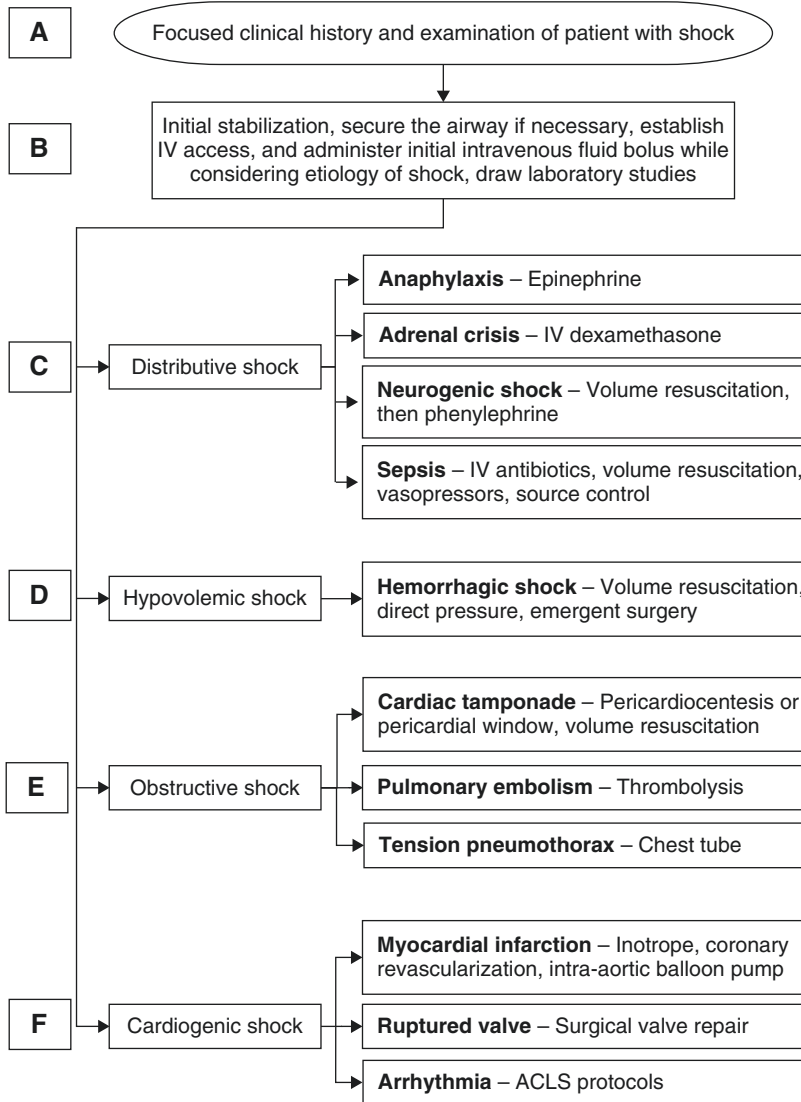 A
Focused clinical history and examination of patient with shock
B
Initial stabilization, secure the airway if necessary, establish
IV access, and administer initial intravenous fluid bolus while
considering etiology of shock, draw laboratory studies
C
Distributive shock
Anaphylaxis – Epinephrine
Adrenal crisis – IV dexamethasone
Neurogenic shock – Volume resuscitation,
then phenylephrine
Sepsis – IV antibiotics, volume resuscitation,
vasopressors, source control
D
Hypovolemic shock
Hemorrhagic shock – Volume resuscitation,
direct pressure, emergent surgery
E
Obstructive shock
Cardiac tamponade – Pericardiocentesis or
pericardial window, volume resuscitation
Pulmonary embolism – Thrombolysis
Tension pneumothorax – Chest tube
F
Cardiogenic shock
Myocardial infarction – Inotrope, coronary
revascularization, intra-aortic balloon pump
Ruptured valve – Surgical valve repair
Arrhythmia – ACLS protocols